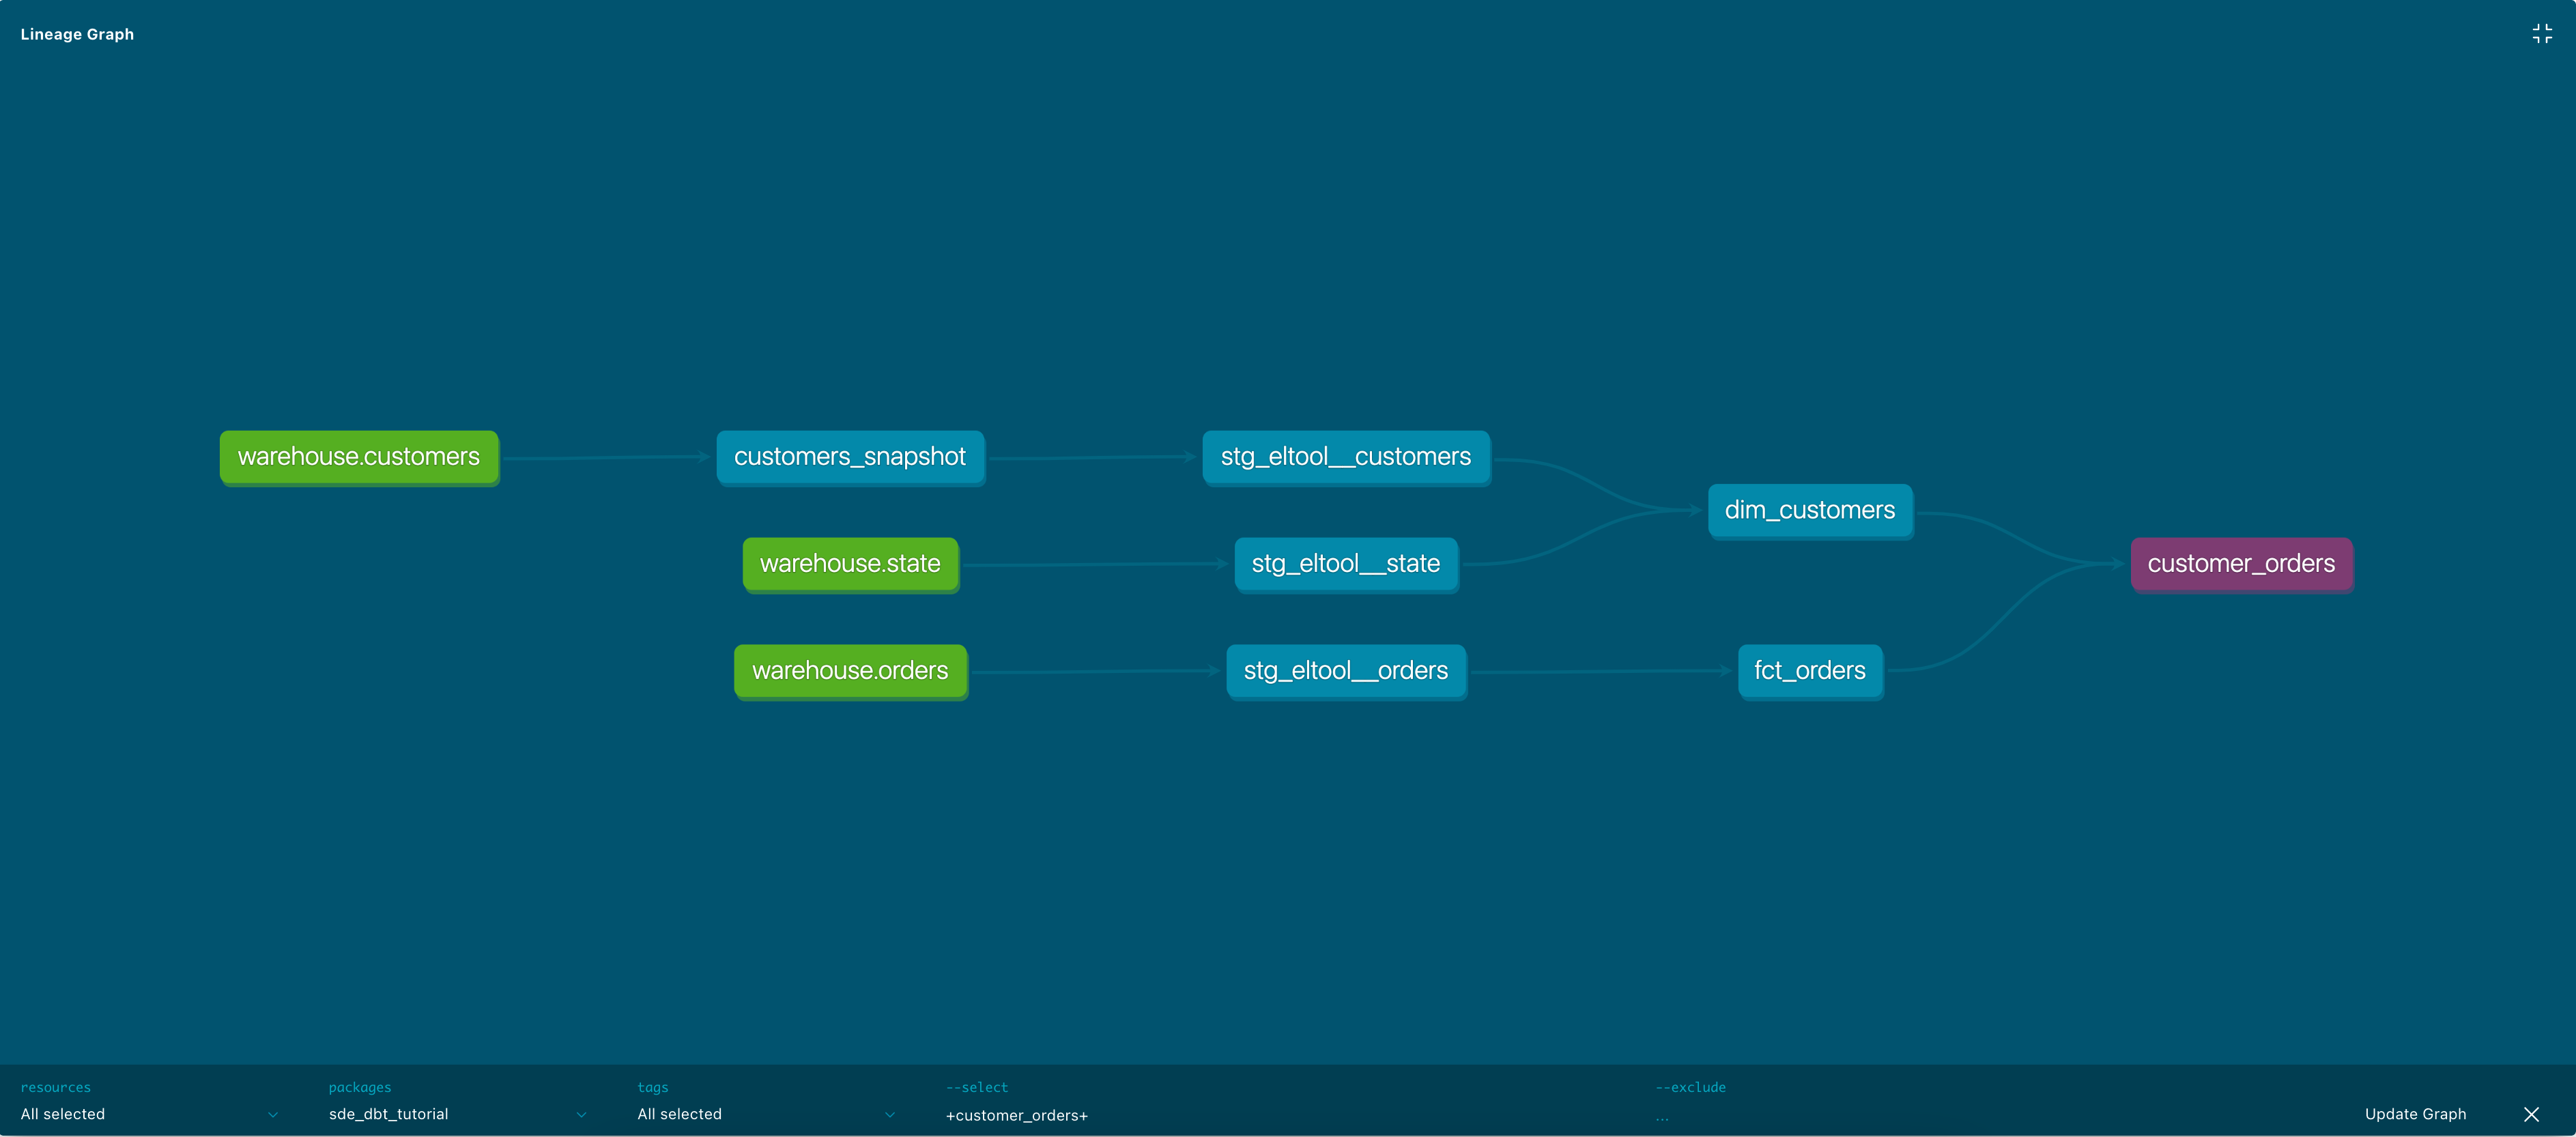 Lineage Graph
warehouse.customers
customers_snapshot
stg_eltool__customers
dim_customers
warehouse.state
stg_eltool__state
customer_orders
warehouse.orders
stg_eltool__orders
fct_orders
resources
packages
tags
--select
--exclude
All selected
sde_dbt_tutorial
All selected
+customer_orders+
...
Update Graph